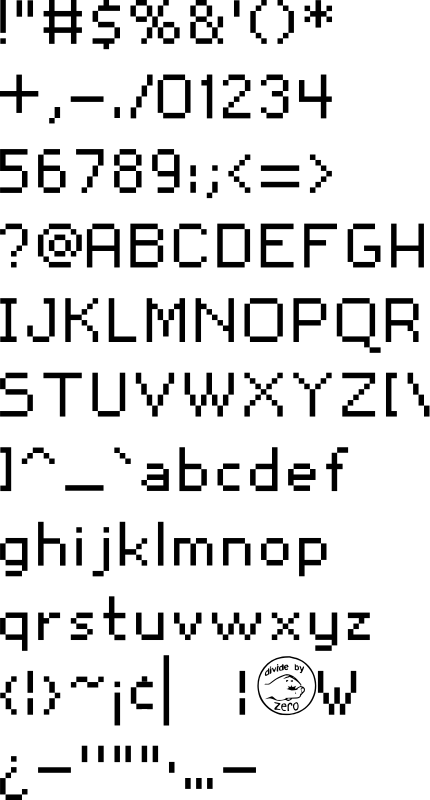 !"#$%&'()*
+,-./01234
56789:;<=>
?@ABCDEFGH
IJKLMNOPQR
STUVWXYZ[\
]^_`abcdef
ghijklmnop
qrstuvwxyz
{¦}~¡¢| ¦ divide by zero W
¿–''""'…–